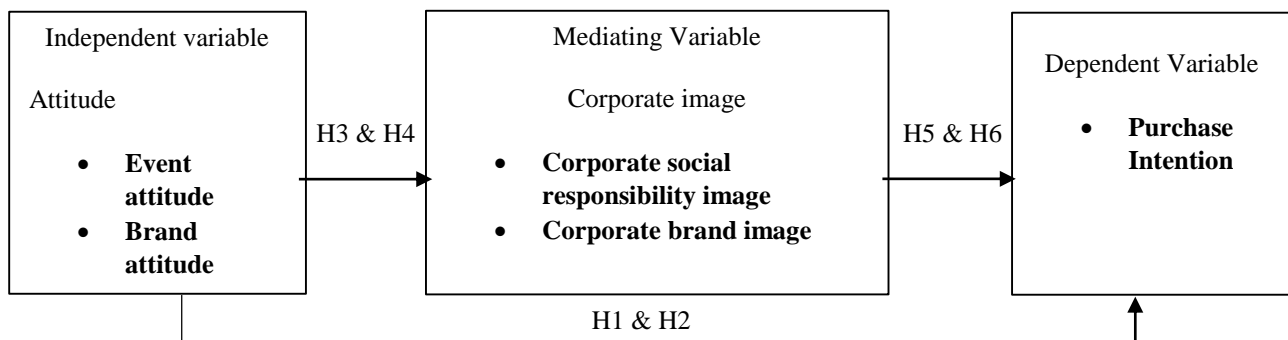 Independent variable
Attitude
• Event
attitude
• Brand
attitude
H3 & H4
Mediating Variable
Corporate image
• Corporate social
responsibility image
• Corporate brand image
H5 & H6
Dependent Variable
• Purchase
Intention
H1 & H2